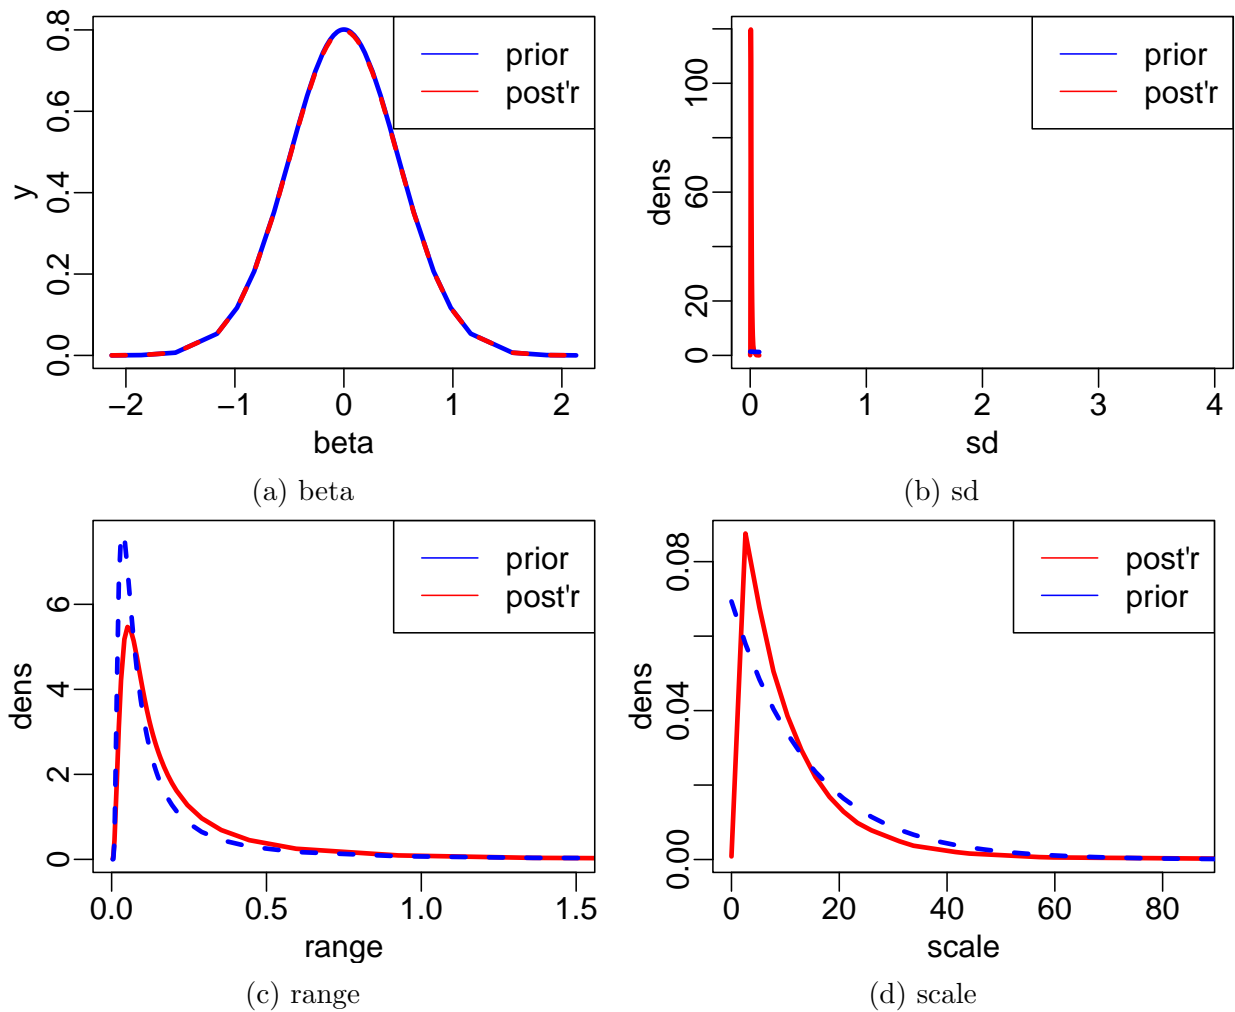 y
0.0 0.2 0.4 0.6 0.8
prior
post'r
−2 −1 0 1 2
beta
(a) beta
dens
0 20 60 100
prior
post'r
0 1 2 3 4
sd
(b) sd
dens
0 2 4 6
prior
post'r
0.0 0.5 1.0 1.5
range
(c) range
dens
0.00 0.04 0.08
post'r
prior
0 20 40 60 80
scale
(d) scale